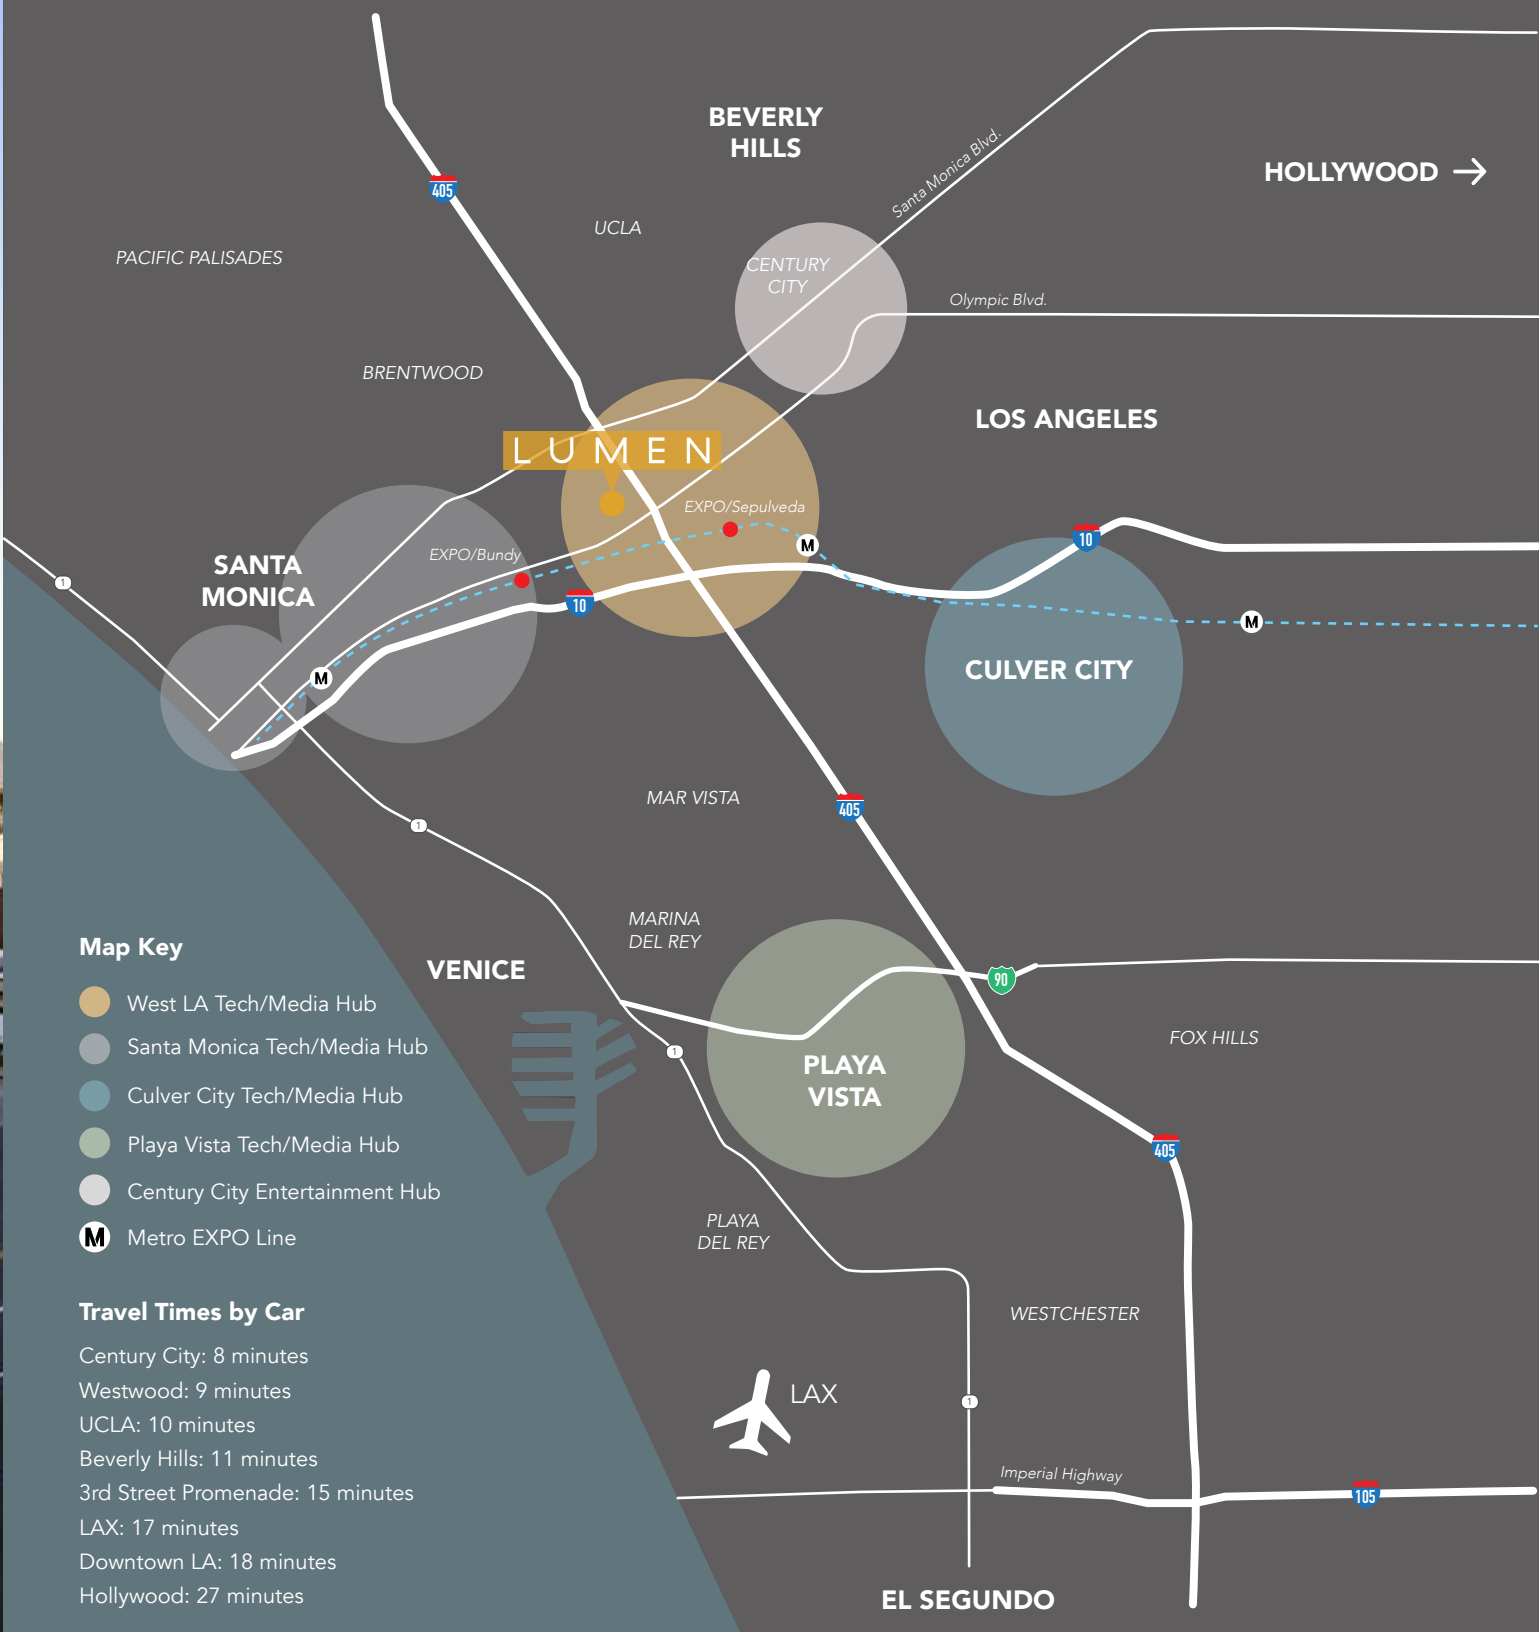 405
BEVERLY
HILLS
Santa Monica Blvd.
HOLLYWOOD
UCLA
PACIFIC PALISADES
CENTURY
CITY
Olympic Blvd.
BRENTWOOD
LOS ANGELES
LUMEN
EXPO/Sepulveda
M
10
EXPO/Bundy
SANTA
MONICA
1
10
M
M
CULVER CITY
MAR VISTA
405
1
MARINA
DEL REY
VENICE
90
1
PLAYA
VISTA
FOX HILLS
405
PLAYA
DEL REY
WESTCHESTER
LAX
1
Imperial Highway
105
EL SEGUNDO
Map Key
West LA Tech/Media Hub
Santa Monica Tech/Media Hub
Culver City Tech/Media Hub
Playa Vista Tech/Media Hub
Century City Entertainment Hub
M Metro EXPO Line
Travel Times by Car
Century City: 8 minutes
Westwood: 9 minutes
UCLA: 10 minutes
Beverly Hills: 11 minutes
3rd Street Promenade: 15 minutes
LAX: 17 minutes
Downtown LA: 18 minutes
Hollywood: 27 minutes